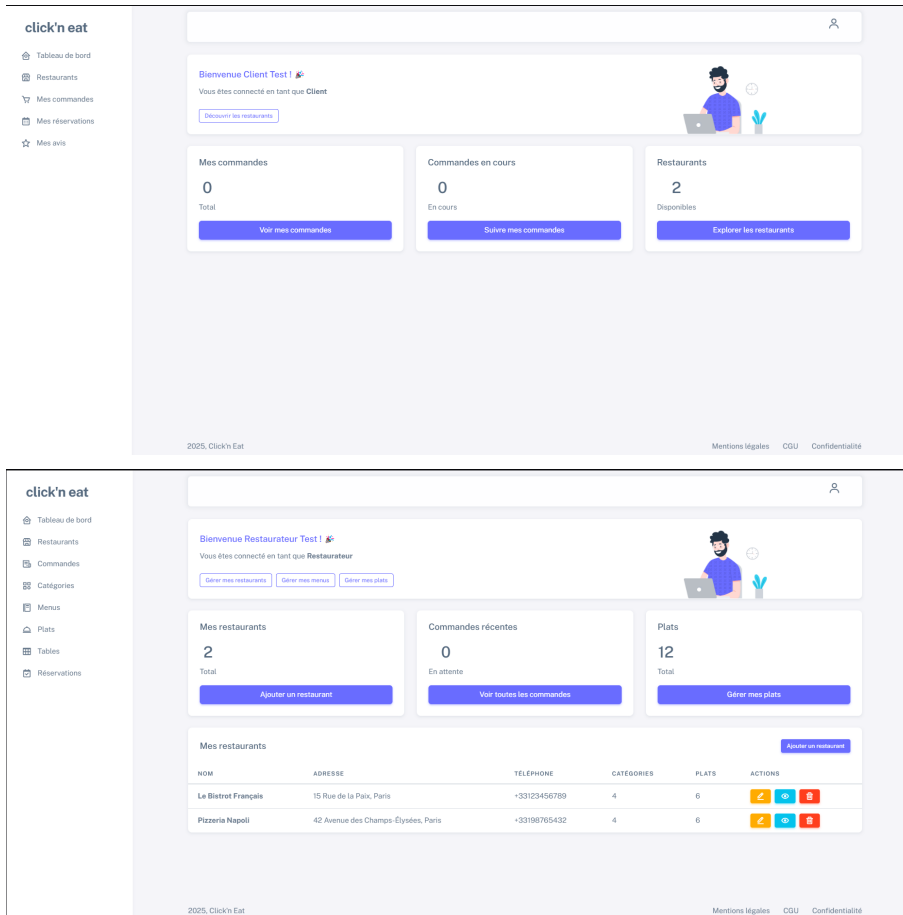 click'n eat
Tableau de bord
Restaurants
Mes commandes
Mes réservations
Mes avis
Bienvenue Client Test ! 🎉
Vous êtes connecté en tant que Client
Découvrir les restaurants
Mes commandes
0
Total
Voir mes commandes
Commandes en cours
0
En cours
Suivre mes commandes
Restaurants
2
Disponibles
Explorer les restaurants
2025, Click'n Eat
Mentions légales CGU Confidentialité
click'n eat
Tableau de bord
Restaurants
Commandes
Catégories
Menus
Plats
Tables
Réservations
Bienvenue Restaurateur Test ! 🎉
Vous êtes connecté en tant que Restaurateur
Gérer mes restaurants Gérer mes menus Gérer mes plats
Mes restaurants
2
Total
Ajouter un restaurant
Commandes récentes
0
En attente
Voir toutes les commandes
Plats
12
Total
Gérer mes plats
Mes restaurants
Ajouter un restaurant
NOM ADRESSE TÉLÉPHONE CATÉGORIES PLATS ACTIONS
Le Bistrot Français 15 Rue de la Paix, Paris +33123456789 4 6
Pizzeria Napoli 42 Avenue des Champs-Élysées, Paris +33198765432 4 6
2025, Click'n Eat
Mentions légales CGU Confidentialité